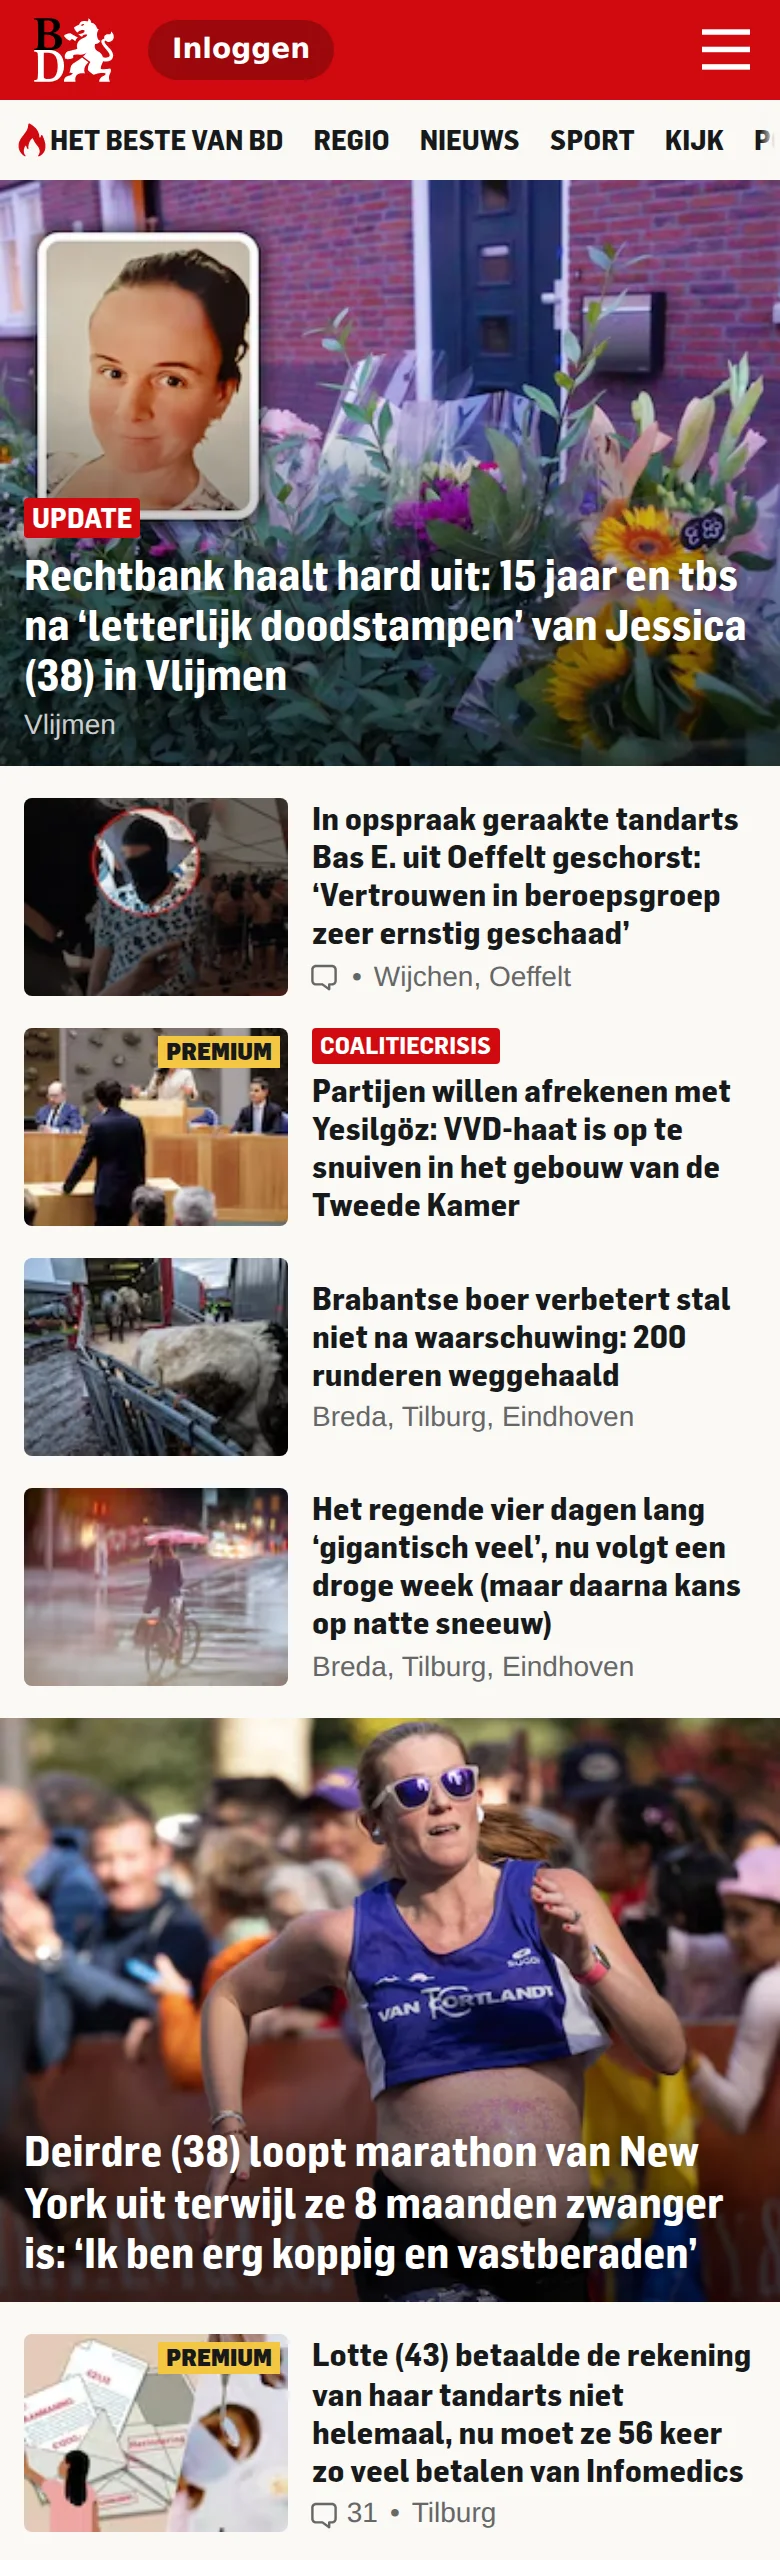 B
D
Inloggen
HET BESTE VAN BD REGIO NIEUWS SPORT KIJK
UPDATE
Rechtbank haalt hard uit: 15 jaar en tbs
na ‘letterlijk doodstampen’ van Jessica
(38) in Vlijmen
Vlijmen
In opspraak geraakte tandarts
Bas E. uit Oeffelt geschorst:
‘Vertrouwen in beroepsgroep
zeer ernstig geschaad’
• Wijchen, Oeffelt
PREMIUM
COALITIECRISIS
Partijen willen afrekenen met
Yesilgöz: VVD-haat is op te
snuiven in het gebouw van de
Tweede Kamer
Brabantse boer verbetert stal
niet na waarschuwing: 200
runderen weggehaald
Breda, Tilburg, Eindhoven
Het regende vier dagen lang
‘gigantisch veel’, nu volgt een
droge week (maar daarna kans
op natte sneeuw)
Breda, Tilburg, Eindhoven
VAN CORTLANDT
Deirdre (38) loopt marathon van New
York uit terwijl ze 8 maanden zwanger
is: ‘Ik ben erg koppig en vastberaden’
PREMIUM
Lotte (43) betaalde de rekening
van haar tandarts niet
helemaal, nu moet ze 56 keer
zo veel betalen van Infomedics
31 • Tilburg